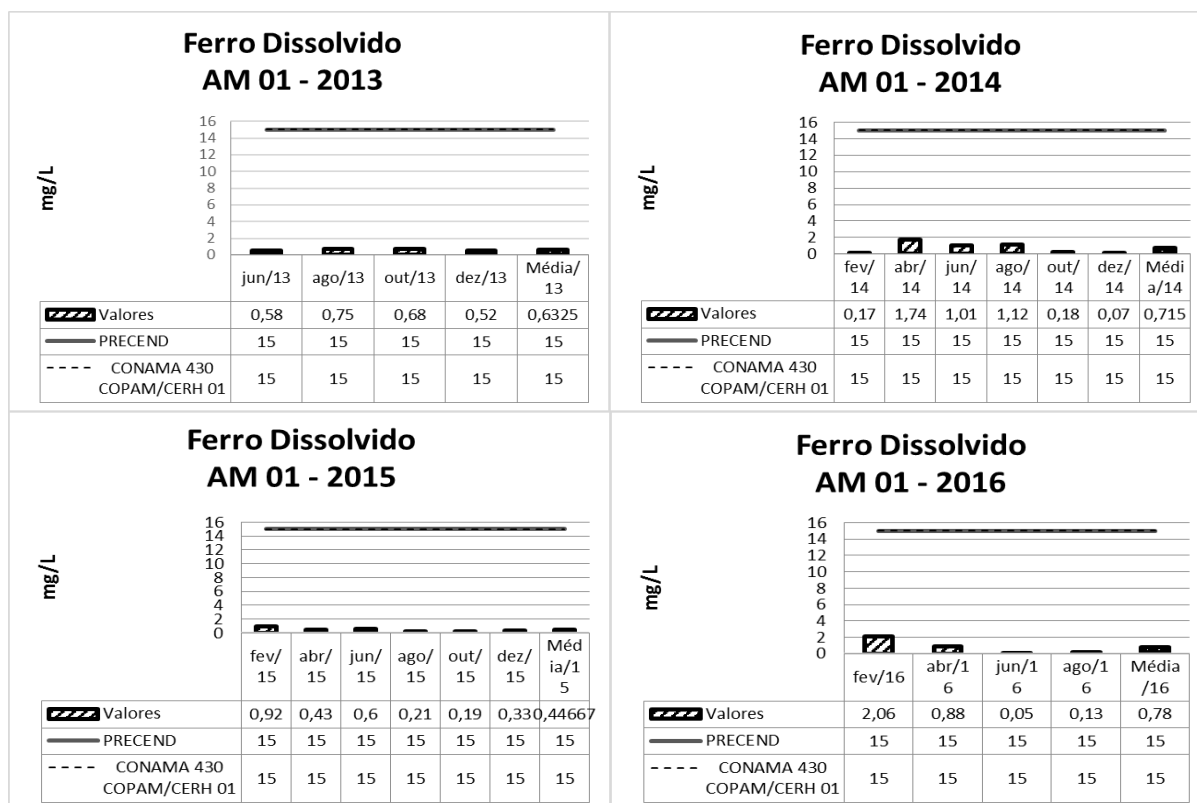 Ferro Dissolvido
AM 01 - 2013
mg/L
16
14
12
10
8
6
4
2
0
jun/13 ago/13 out/13 dez/13 Média/
13
Valores 0,58 0,75 0,68 0,52 0,6325
PRECEND 15 15 15 15 15
CONAMA 430
COPAM/CERH 01 15 15 15 15 15
Ferro Dissolvido
AM 01 - 2014
mg/L
16
14
12
10
8
6
4
2
0
fev/ abr/ jun/ ago/ out/ dez/ Médi
14 14 14 14 14 14 a/14
Valores 0,17 1,74 1,01 1,12 0,18 0,07 0,715
PRECEND 15 15 15 15 15 15 15
CONAMA 430
COPAM/CERH 01 15 15 15 15 15 15 15
Ferro Dissolvido
AM 01 - 2015
mg/L
16
14
12
10
8
6
4
2
0
fev/ abr/ jun/ ago/ out/ dez/ Méd
15 15 15 15 15 15 ia/1
5
Valores 0,92 0,43 0,6 0,21 0,19 0,33 0,44667
PRECEND 15 15 15 15 15 15 15
CONAMA 430
COPAM/CERH 01 15 15 15 15 15 15 15
Ferro Dissolvido
AM 01 - 2016
mg/L
16
14
12
10
8
6
4
2
0
fev/16 abr/1 jun/1 ago/1 Média
6 6 6 /16
Valores 2,06 0,88 0,05 0,13 0,78
PRECEND 15 15 15 15 15
CONAMA 430
COPAM/CERH 01 15 15 15 15 15